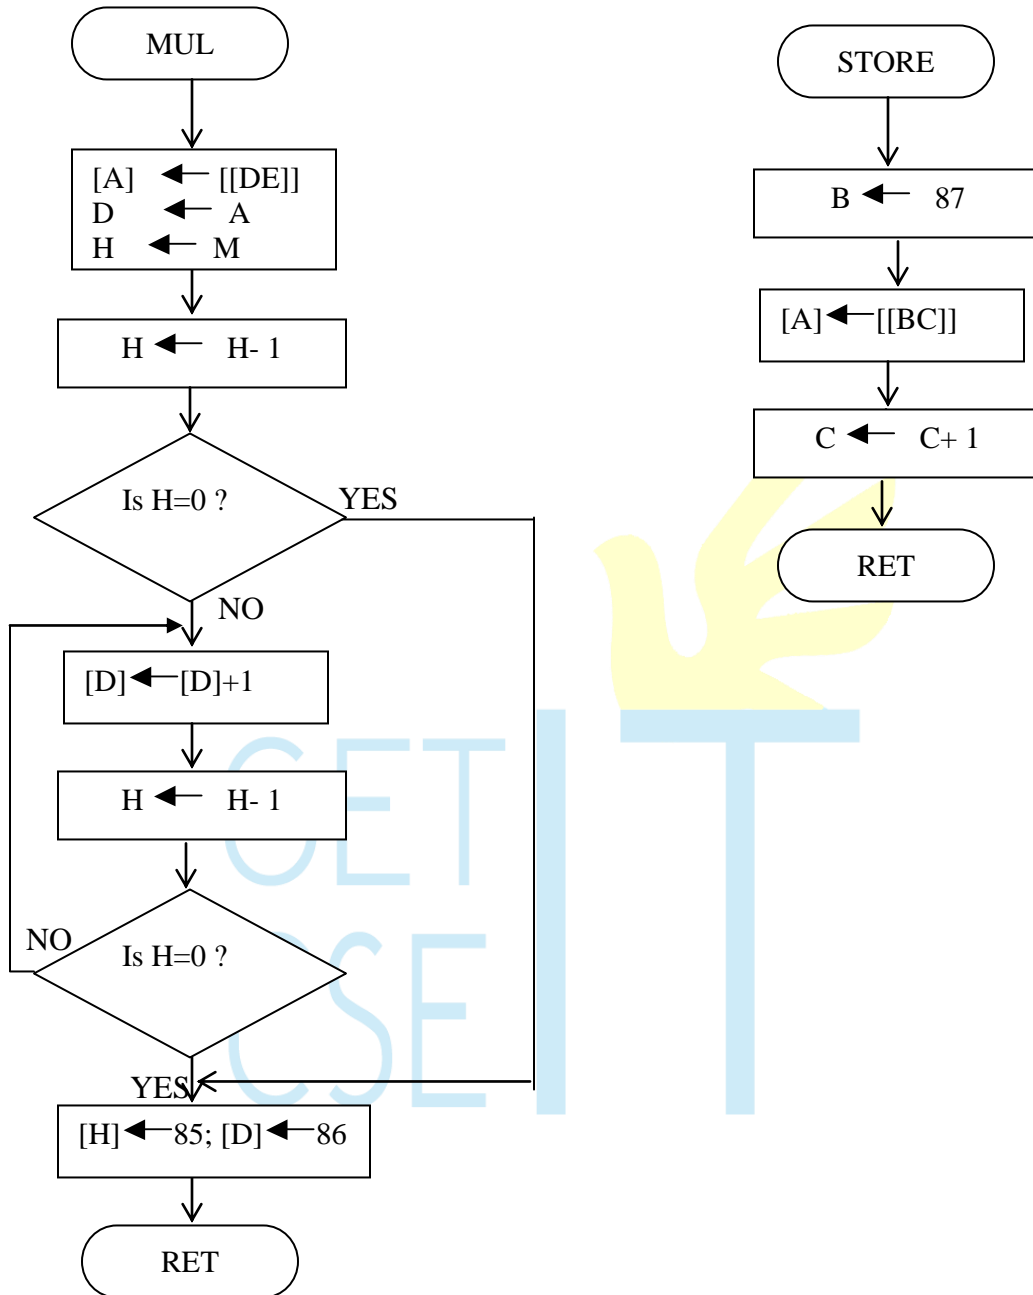 MUL
[A] ← [[DE]]
D ← A
H ← M
H ← H- 1
Is H=0 ?
YES
NO
[D] ← [D]+1
H ← H- 1
NO
Is H=0 ?
YES
[H] ← 85; [D] ← 86
RET
STORE
B ← 87
[A] ← [[BC]]
C ← C+ 1
RET
GET
CSE
IT